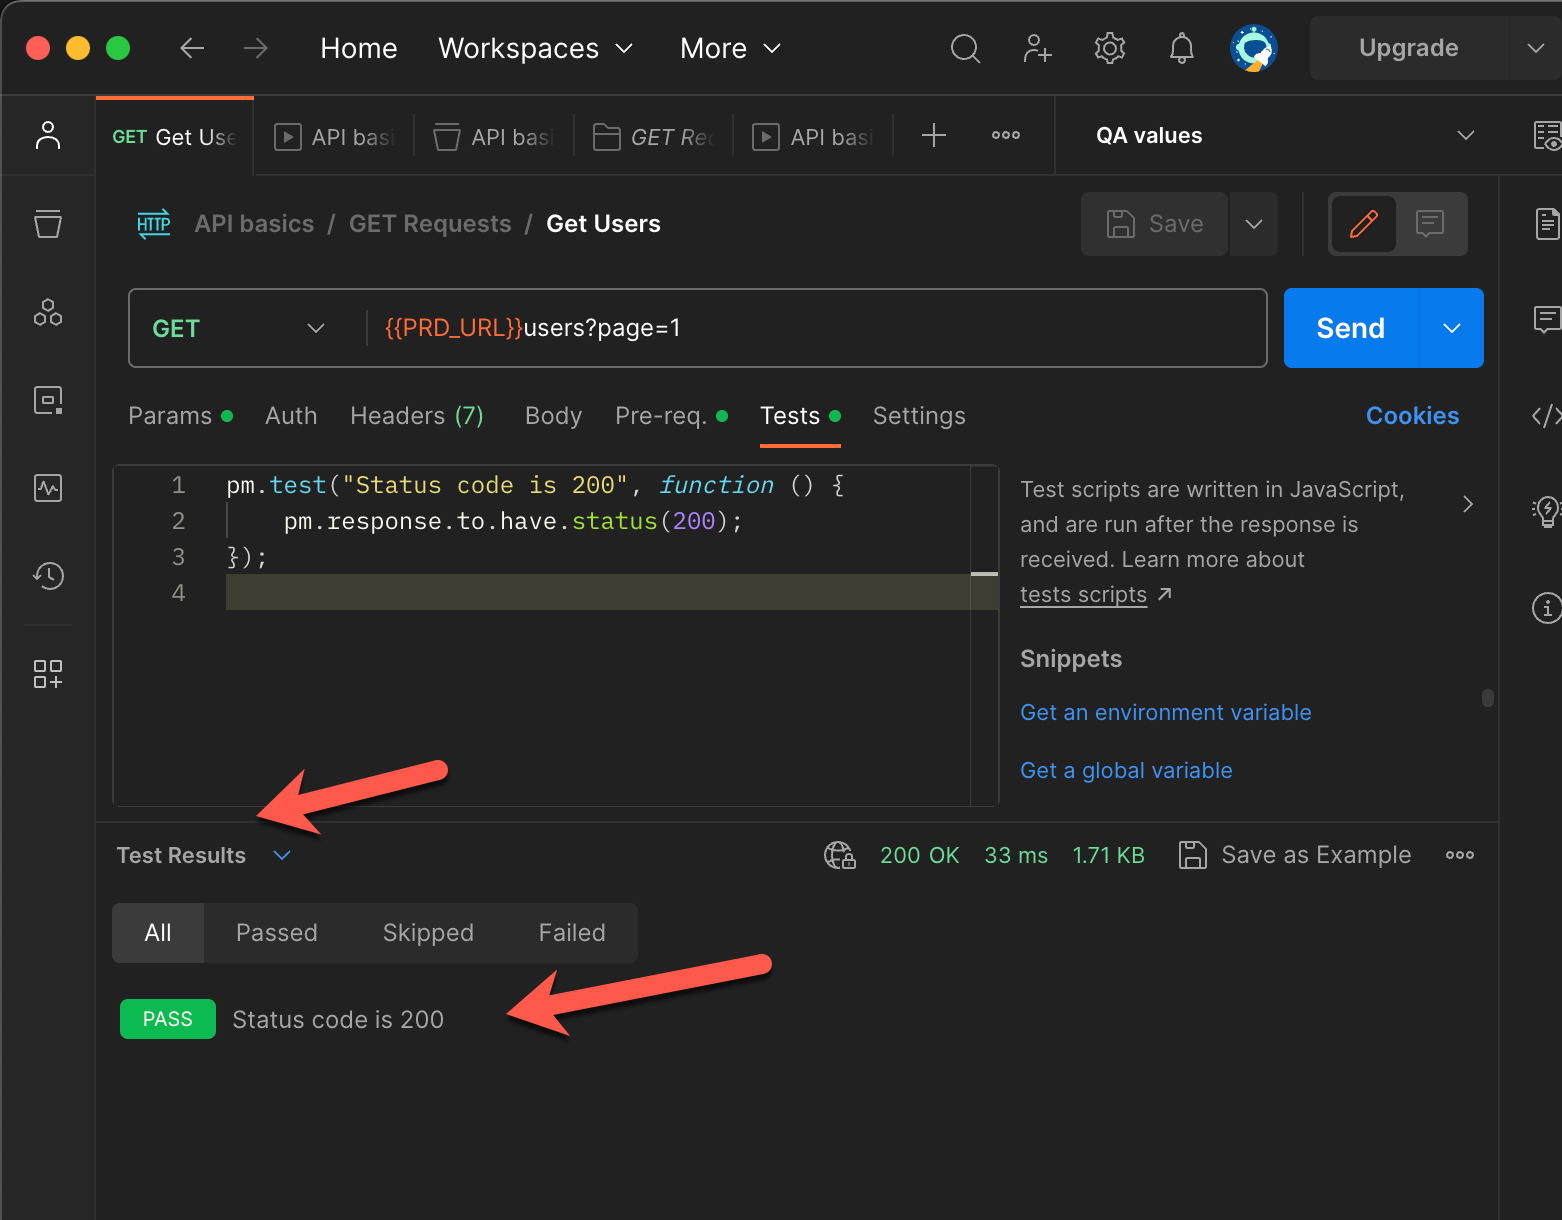 Home Workspaces More Upgrade
GET Get Use API basi API basi GET Rec API basi QA values
HTTP API basics / GET Requests / Get Users Save
GET {{PRD_URL}}users?page=1 Send
Params Auth Headers (7) Body Pre-req. Tests Settings Cookies
1 pm.test("Status code is 200", function () {
2 pm.response.to.have.status(200);
3 });
4
Test scripts are written in JavaScript,
and are run after the response is
received. Learn more about
tests scripts
Snippets
Get an environment variable
Get a global variable
Test Results 200 OK 33 ms 1.71 KB Save as Example
All Passed Skipped Failed
PASS Status code is 200